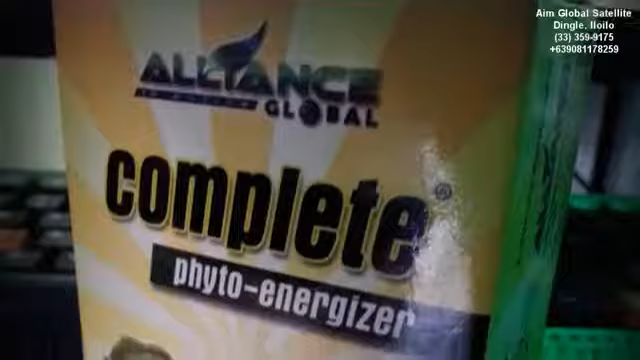 Aim Global Satellite
Dingle, Iloilo
(33) 359-9175
+639081178259
ALLIANCE
GLOBAL
complete®
phyto-energizer